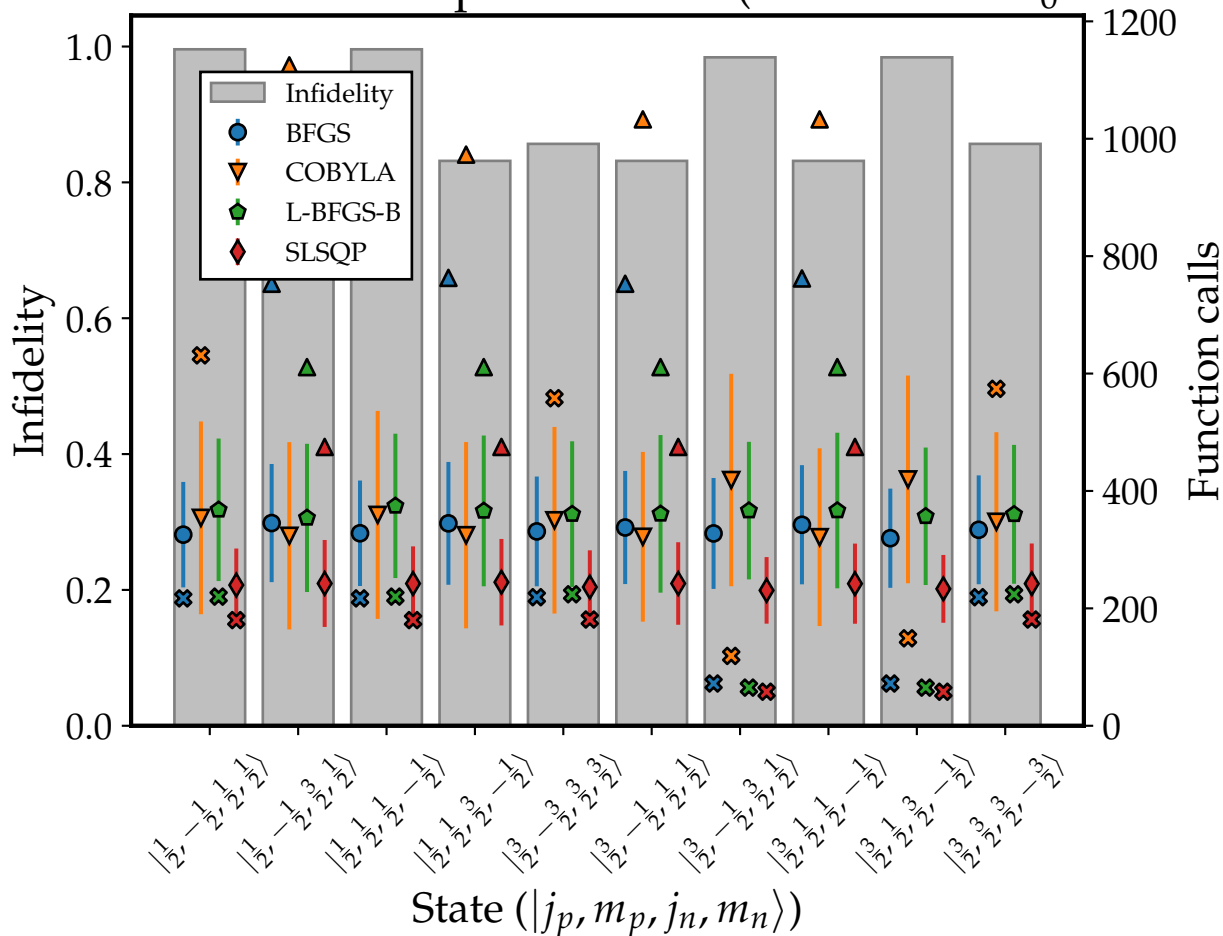 1.0
0.8
0.6
0.4
0.2
0.0
Infidelity
1200
1000
800
600
400
200
0
Function calls
Infidelity
BFGS
COBYLA
L-BFGS-B
SLSQP
|1/2, −1/2, 1/2, 1/2⟩
|1/2, −1/2, 3/2, 1/2⟩
|1/2, 1/2, 1/2, −1/2⟩
|1/2, 1/2, 3/2, −1/2⟩
|3/2, −3/2, 3/2, 3/2⟩
|3/2, −1/2, 1/2, 1/2⟩
|3/2, −1/2, 3/2, 1/2⟩
|3/2, 1/2, 1/2, −1/2⟩
|3/2, 1/2, 3/2, −1/2⟩
|3/2, 3/2, 3/2, −3/2⟩
State (|j_p, m_p, j_n, m_n⟩)